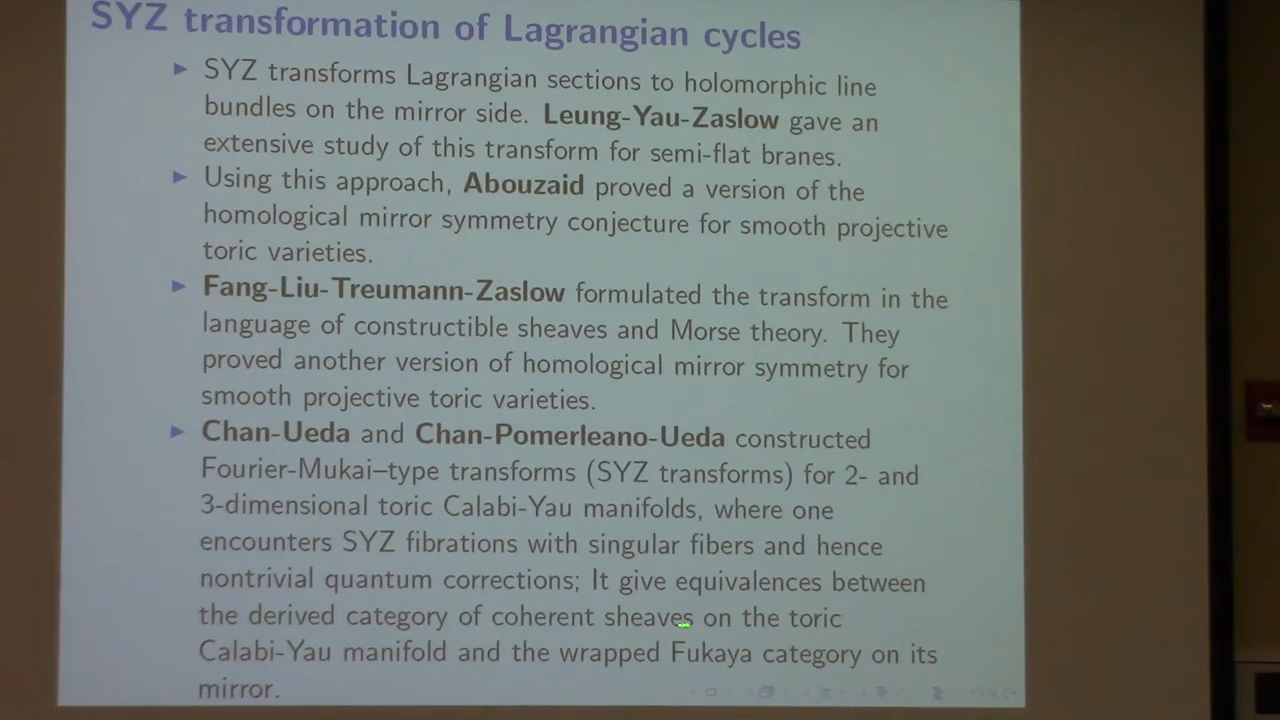 SYZ transformation of Lagrangian cycles
SYZ transforms Lagrangian sections to holomorphic line
bundles on the mirror side. Leung-Yau-Zaslow gave an
extensive study of this transform for semi-flat branes.
Using this approach, Abouzaid proved a version of the
homological mirror symmetry conjecture for smooth projective
toric varieties.
Fang-Liu-Treumann-Zaslow formulated the transform in the
language of constructible sheaves and Morse theory. They
proved another version of homological mirror symmetry for
smooth projective toric varieties.
Chan-Ueda and Chan-Pomerleano-Ueda constructed
Fourier-Mukai–type transforms (SYZ transforms) for 2- and
3-dimensional toric Calabi-Yau manifolds, where one
encounters SYZ fibrations with singular fibers and hence
nontrivial quantum corrections; It give equivalences between
the derived category of coherent sheaves on the toric
Calabi-Yau manifold and the wrapped Fukaya category on its
mirror.